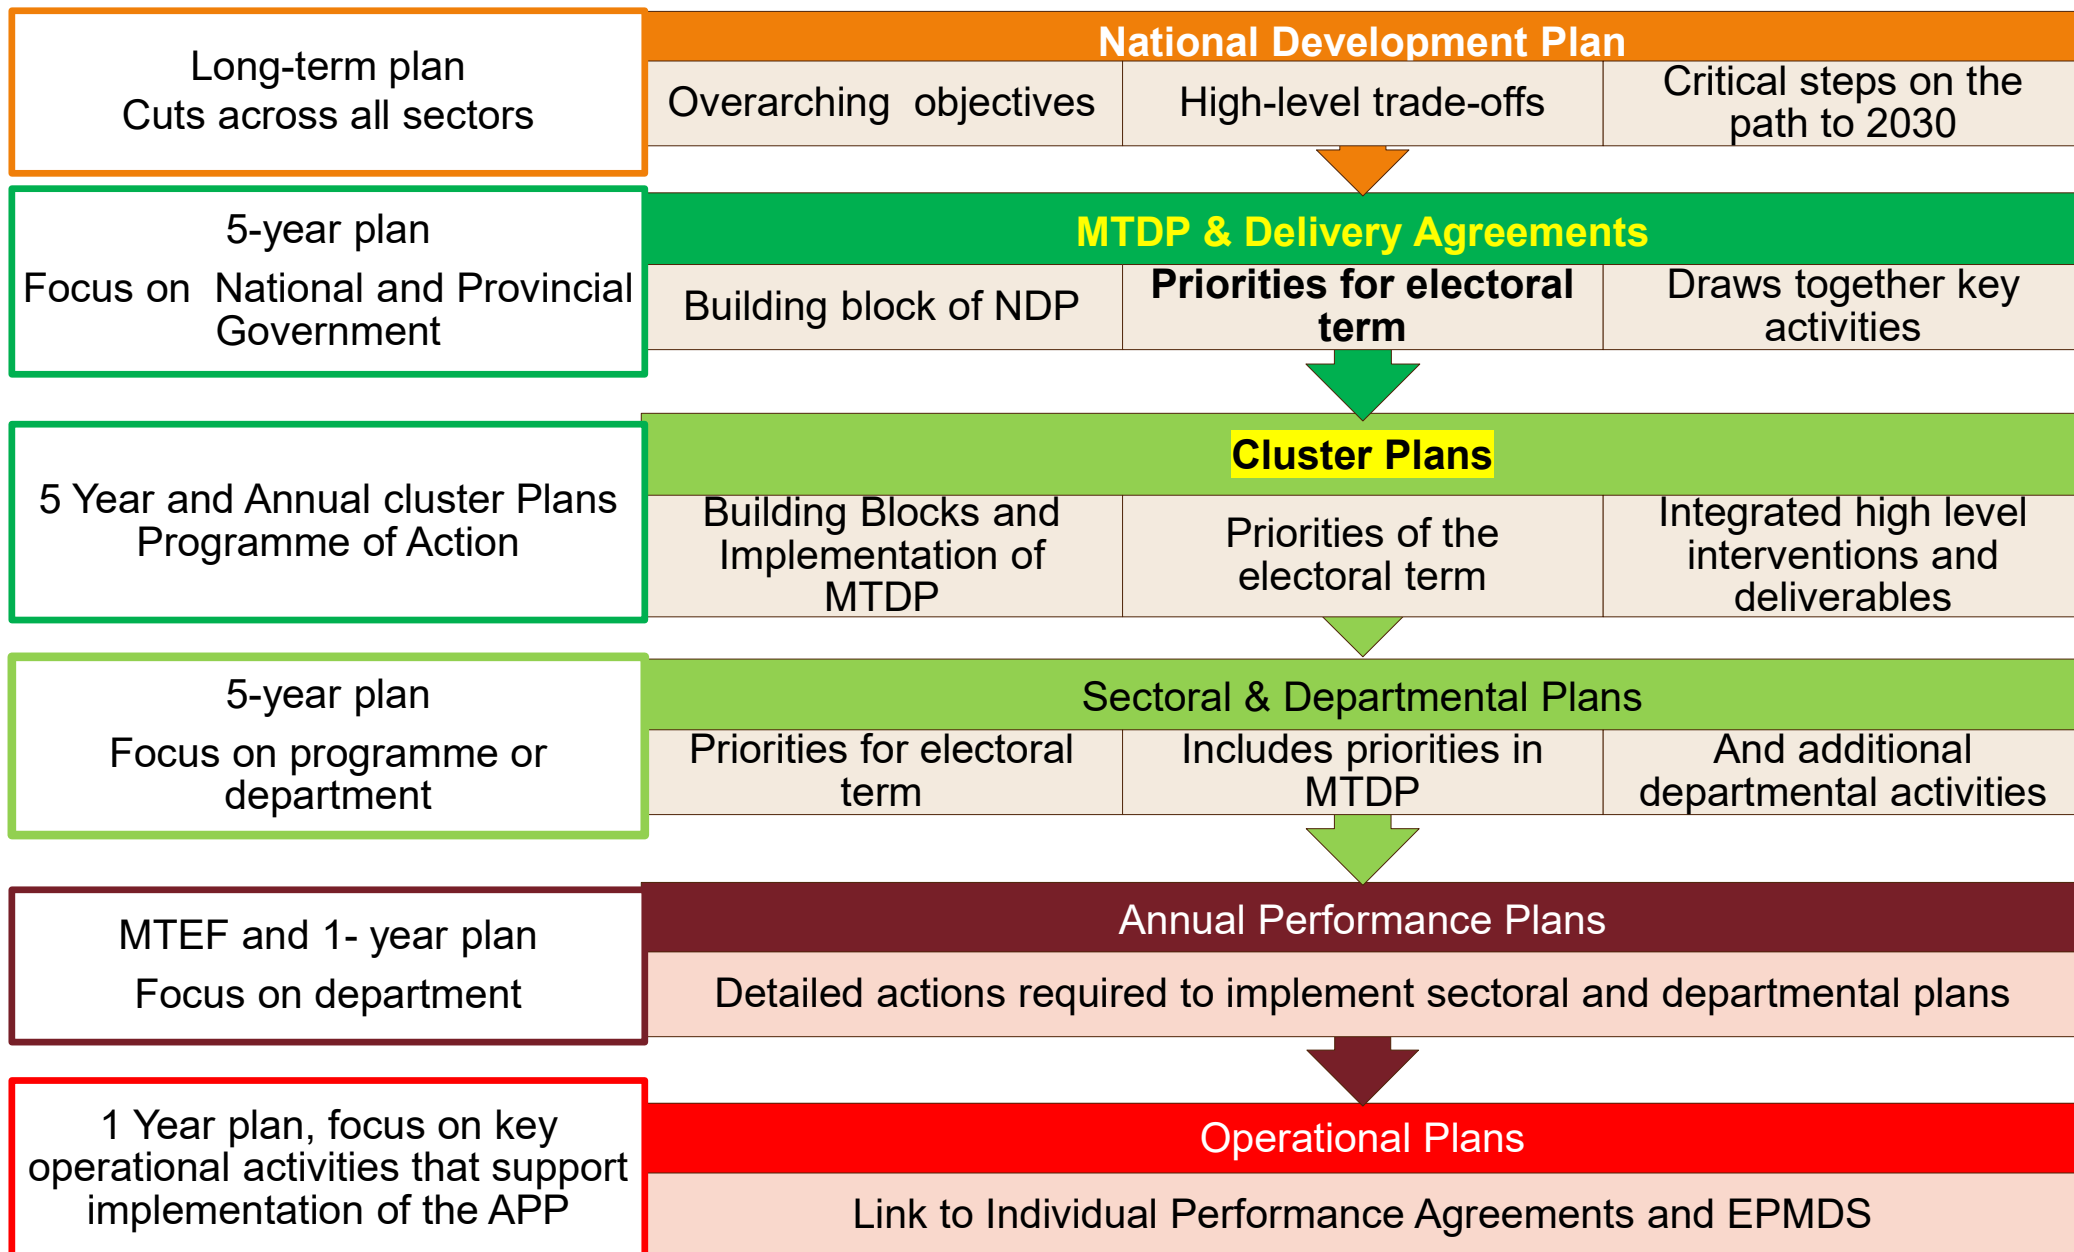 Long-term plan
Cuts across all sectors
National Development Plan
Overarching objectives
High-level trade-offs
Critical steps on the
path to 2030
5-year plan
Focus on National and Provincial
Government
MTDP & Delivery Agreements
Building block of NDP
Priorities for electoral
term
Draws together key
activities
5 Year and Annual cluster Plans
Programme of Action
Cluster Plans
Building Blocks and
Implementation of
MTDP
Priorities of the
electoral term
Integrated high level
interventions and
deliverables
5-year plan
Focus on programme or
department
Sectoral & Departmental Plans
Priorities for electoral
term
Includes priorities in
MTDP
And additional
departmental activities
MTEF and 1- year plan
Focus on department
Annual Performance Plans
Detailed actions required to implement sectoral and departmental plans
1 Year plan, focus on key
operational activities that support
implementation of the APP
Operational Plans
Link to Individual Performance Agreements and EPMDS